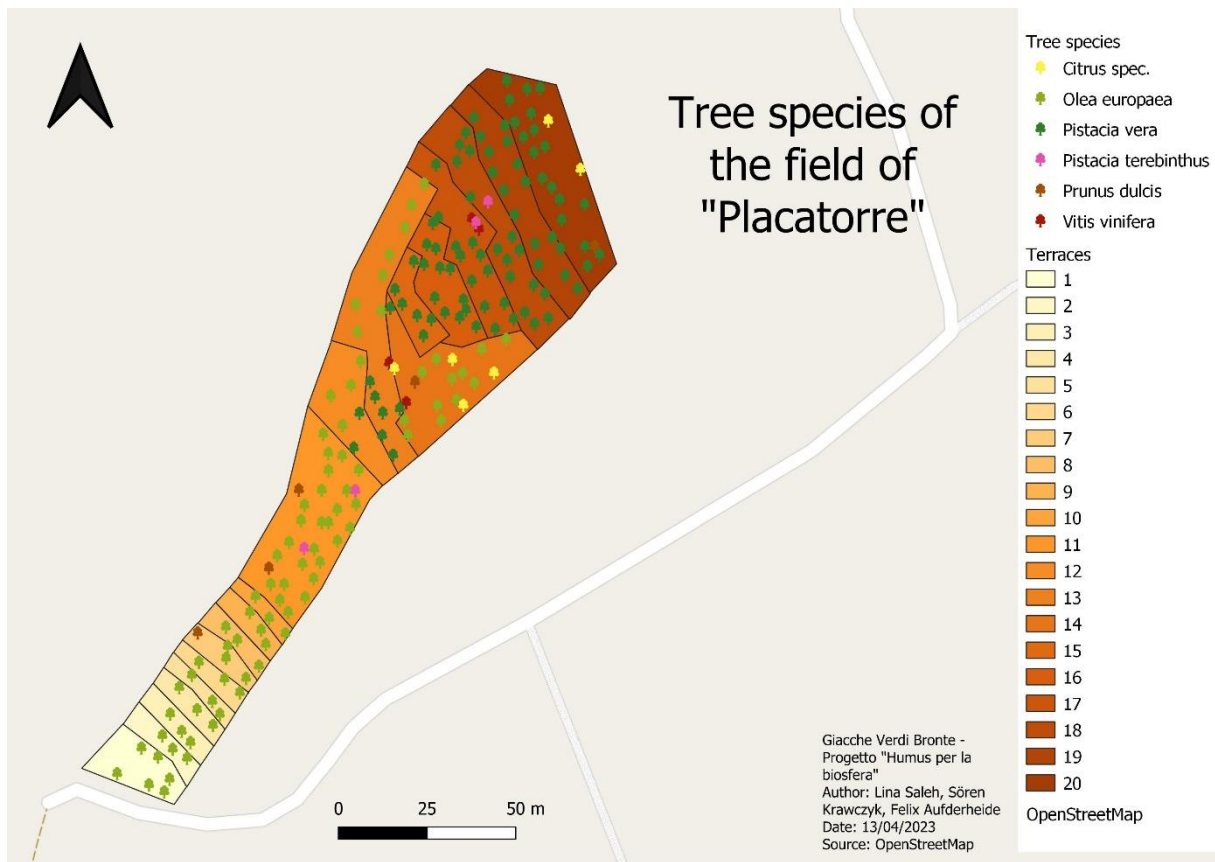 Tree species of
the field of
"Placatorre"
Tree species
Citrus spec.
Olea europaea
Pistacia vera
Pistacia terebinthus
Prunus dulcis
Vitis vinifera
Terraces
1
2
3
4
5
6
7
8
9
10
11
12
13
14
15
16
17
18
19
20
OpenStreetMap
0 25 50 m
Giacche Verdi Bronte -
Progetto "Humus per la
biosfera"
Author: Lina Saleh, Sören
Krawczyk, Felix Aufderheide
Date: 13/04/2023
Source: OpenStreetMap